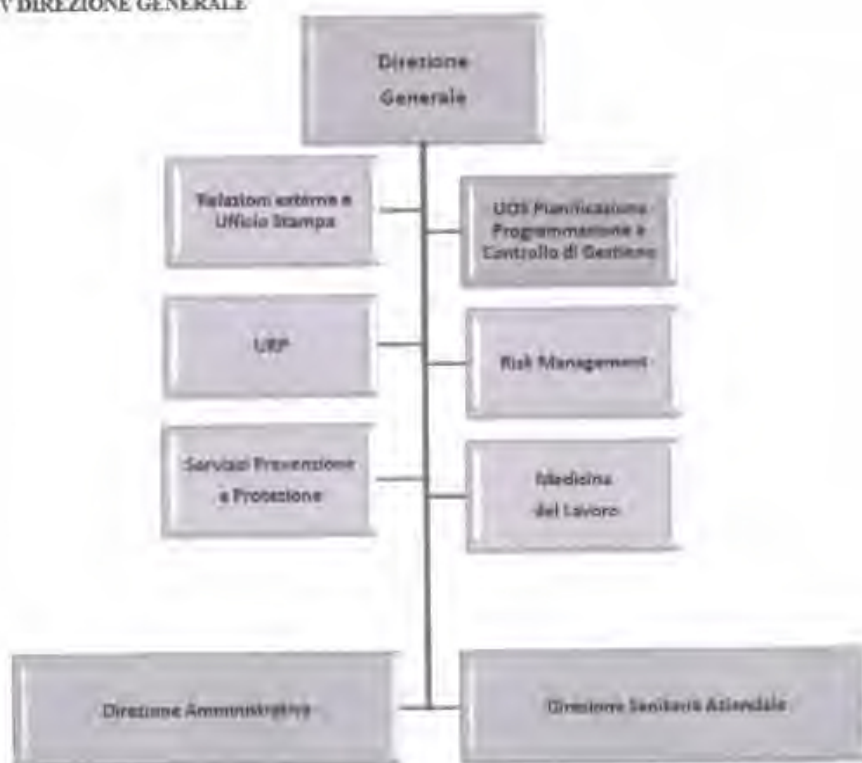 V DIREZIONE GENERALE
Direzione
Generale
Relazioni esterne e
Ufficio Stampa
UOS Pianificazione
Programmazione e
Controllo di Gestione
URP
Risk Management
Servizi Prevenzione
e Protezione
Medicina
del Lavoro
Direzione Amministrativa
Direzione Sanitaria Aziendale